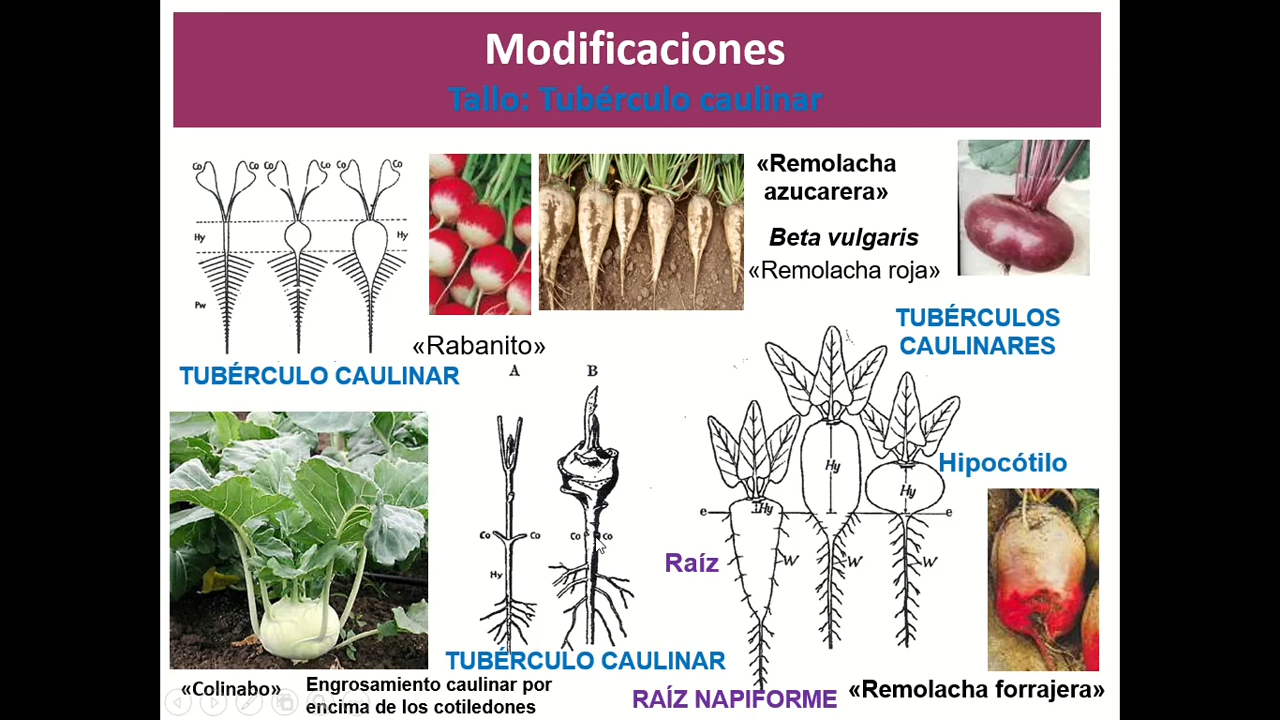 Modificaciones
Tallo: Tubérculo caulinar
Co Co Co Co Co
Hy Hy
Pw
«Rabanito»
TUBÉRCULO CAULINAR
«Remolacha
azucarera»
Beta vulgaris
«Remolacha roja»
TUBÉRCULOS
CAULINARES
A B
Co Co Co Co
Hy
TUBÉRCULO CAULINAR
«Colinabo»
Engrosamiento caulinar por
encima de los cotiledones
Hy Hy Hy
Hipocótilo
e e
Raíz
W W W
RAÍZ NAPIFORME
«Remolacha forrajera»